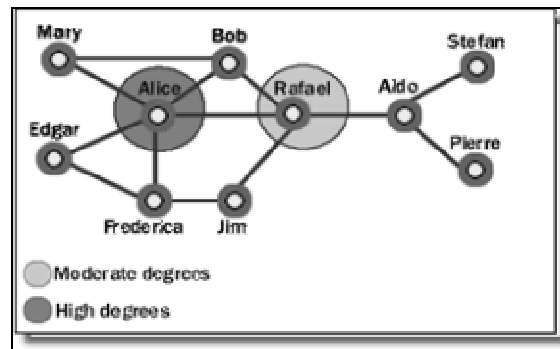 Mary
Bob
Stefan
Alice
Rafael
Aldo
Edgar
Pierre
Frederica
Jim
Moderate degrees
High degrees